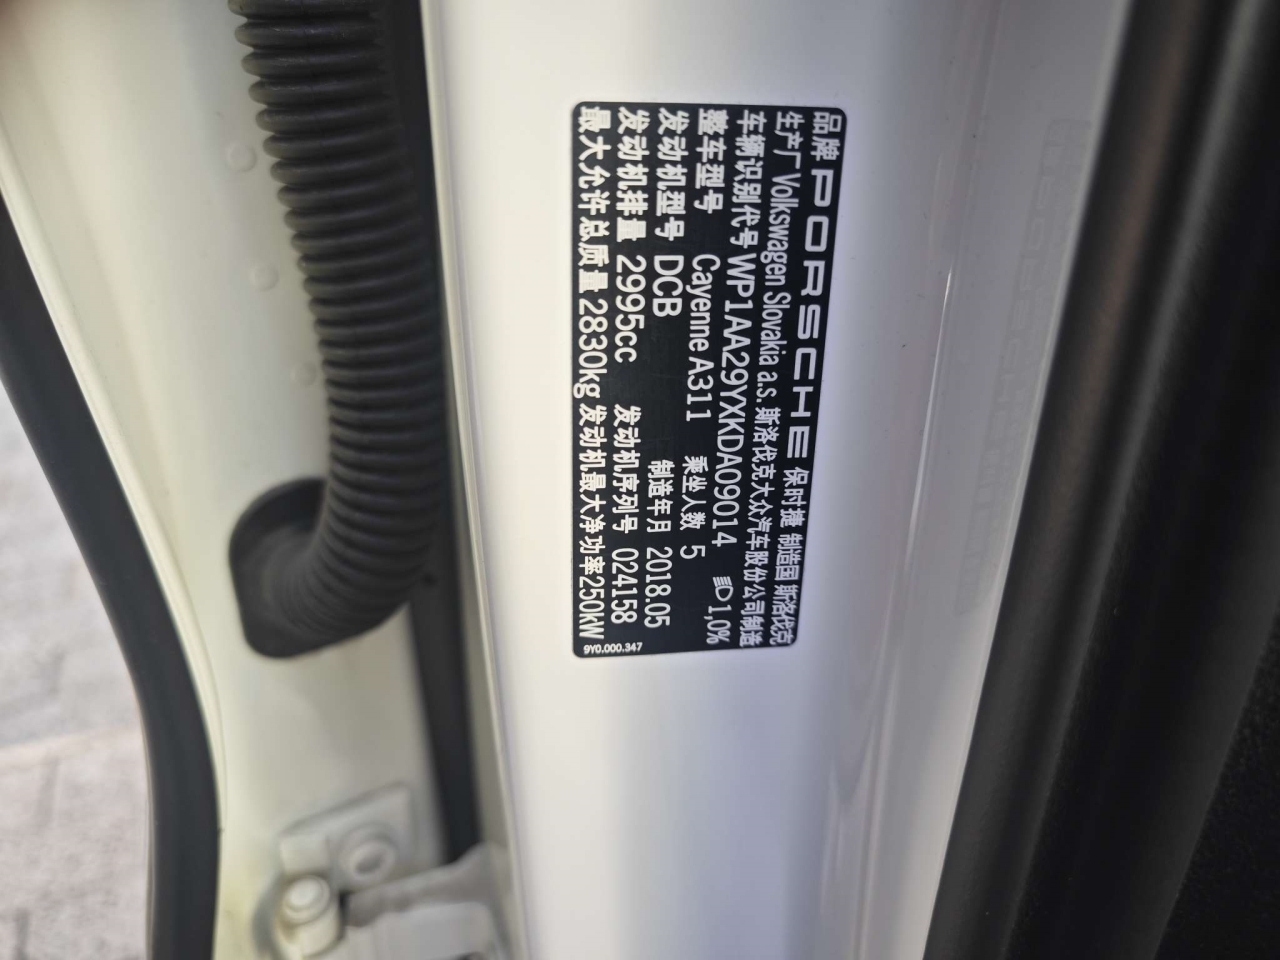 品牌 PORSCHE 保时捷 制造国 斯洛伐克
生产厂 Volkswagen Slovakia a.s. 斯洛伐克大众汽车股份公司制造
车辆识别代号 WP1AA29YXKDA09014 1,0%
整车型号 Cayenne A311 乘坐人数 5
发动机型号 DCB 制造年月 2018.05
发动机排量 2995cc 发动机序列号 024158
最大允许总质量 2830kg 发动机最大净功率 250kW
9Y0.000.347